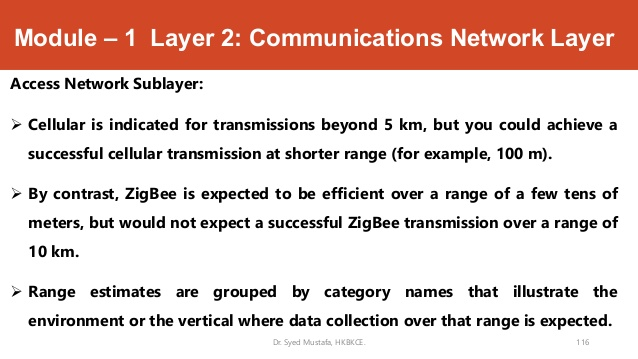 Module – 1 Layer 2: Communications Network Layer
Access Network Sublayer:
➢ Cellular is indicated for transmissions beyond 5 km, but you could achieve a
successful cellular transmission at shorter range (for example, 100 m).
➢ By contrast, ZigBee is expected to be efficient over a range of a few tens of
meters, but would not expect a successful ZigBee transmission over a range of
10 km.
➢ Range estimates are grouped by category names that illustrate the
environment or the vertical where data collection over that range is expected.
Dr. Syed Mustafa, HKBKCE. 116